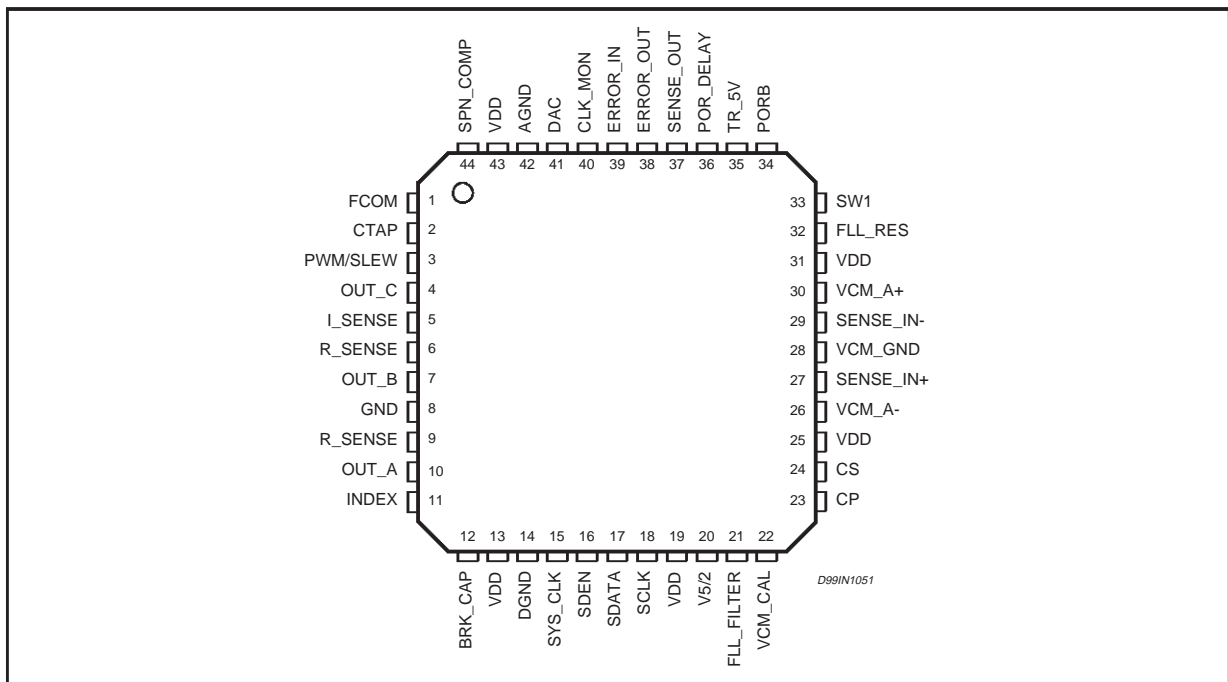 SPN_COMP
VDD
AGND
DAC
CLK_MON
ERROR_IN
ERROR_OUT
SENSE_OUT
POR_DELAY
TR_5V
PORB
44 43 42 41 40 39 38 37 36 35 34
FCOM 1
CTAP 2
PWM/SLEW 3
OUT_C 4
I_SENSE 5
R_SENSE 6
OUT_B 7
GND 8
R_SENSE 9
OUT_A 10
INDEX 11
33 SW1
32 FLL_RES
31 VDD
30 VCM_A+
29 SENSE_IN-
28 VCM_GND
27 SENSE_IN+
26 VCM_A-
25 VDD
24 CS
23 CP
12 13 14 15 16 17 18 19 20 21 22
BRK_CAP
VDD
DGND
SYS_CLK
SDEN
SDATA
SCLK
VDD
V5/2
FLL_FILTER
VCM_CAL
D99IN1051